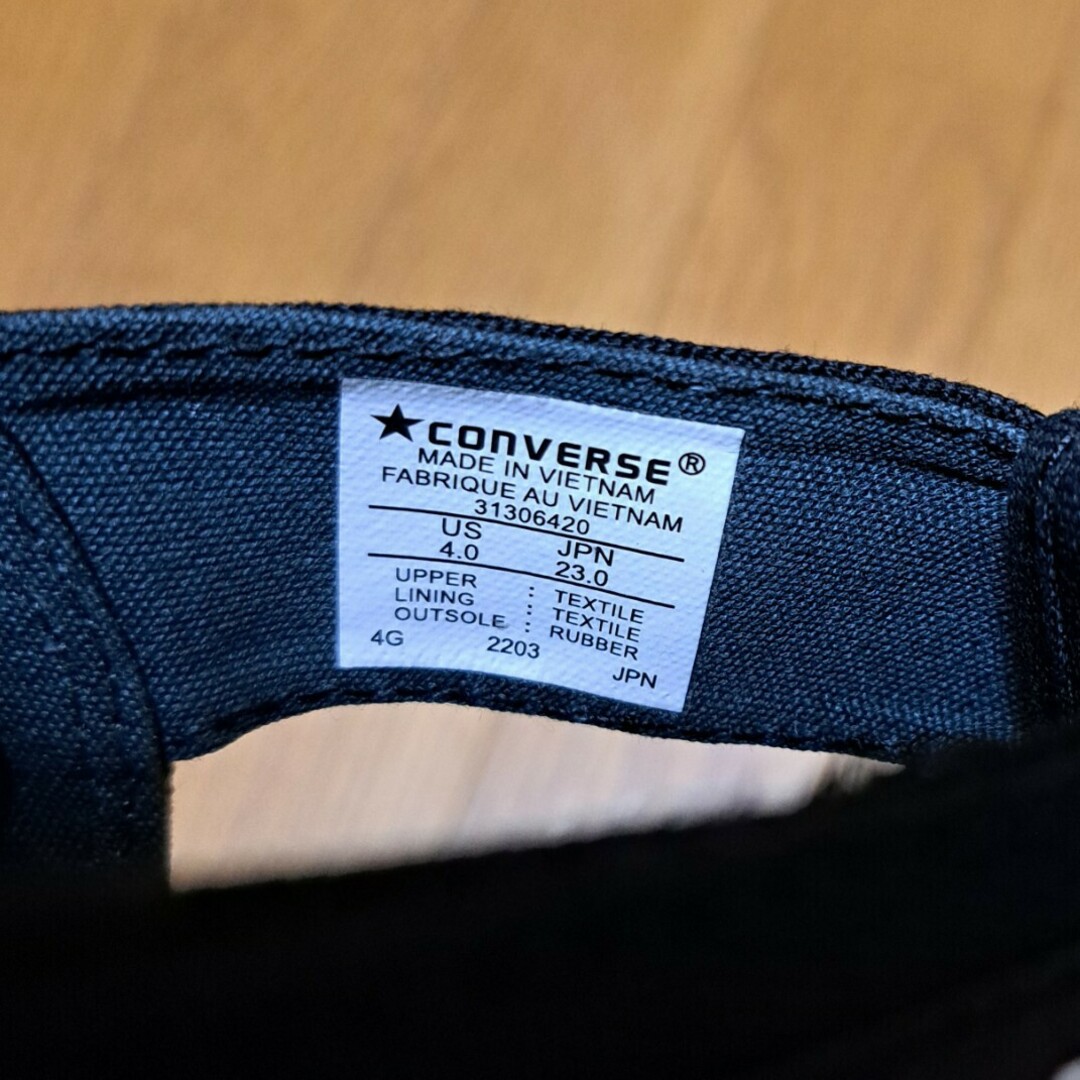 ★CONVERSE®
MADE IN VIETNAM
FABRIQUE AU VIETNAM
31306420
US JPN
4.0 23.0
UPPER : TEXTILE
LINING : TEXTILE
OUTSOLE : RUBBER
4G 2203 JPN